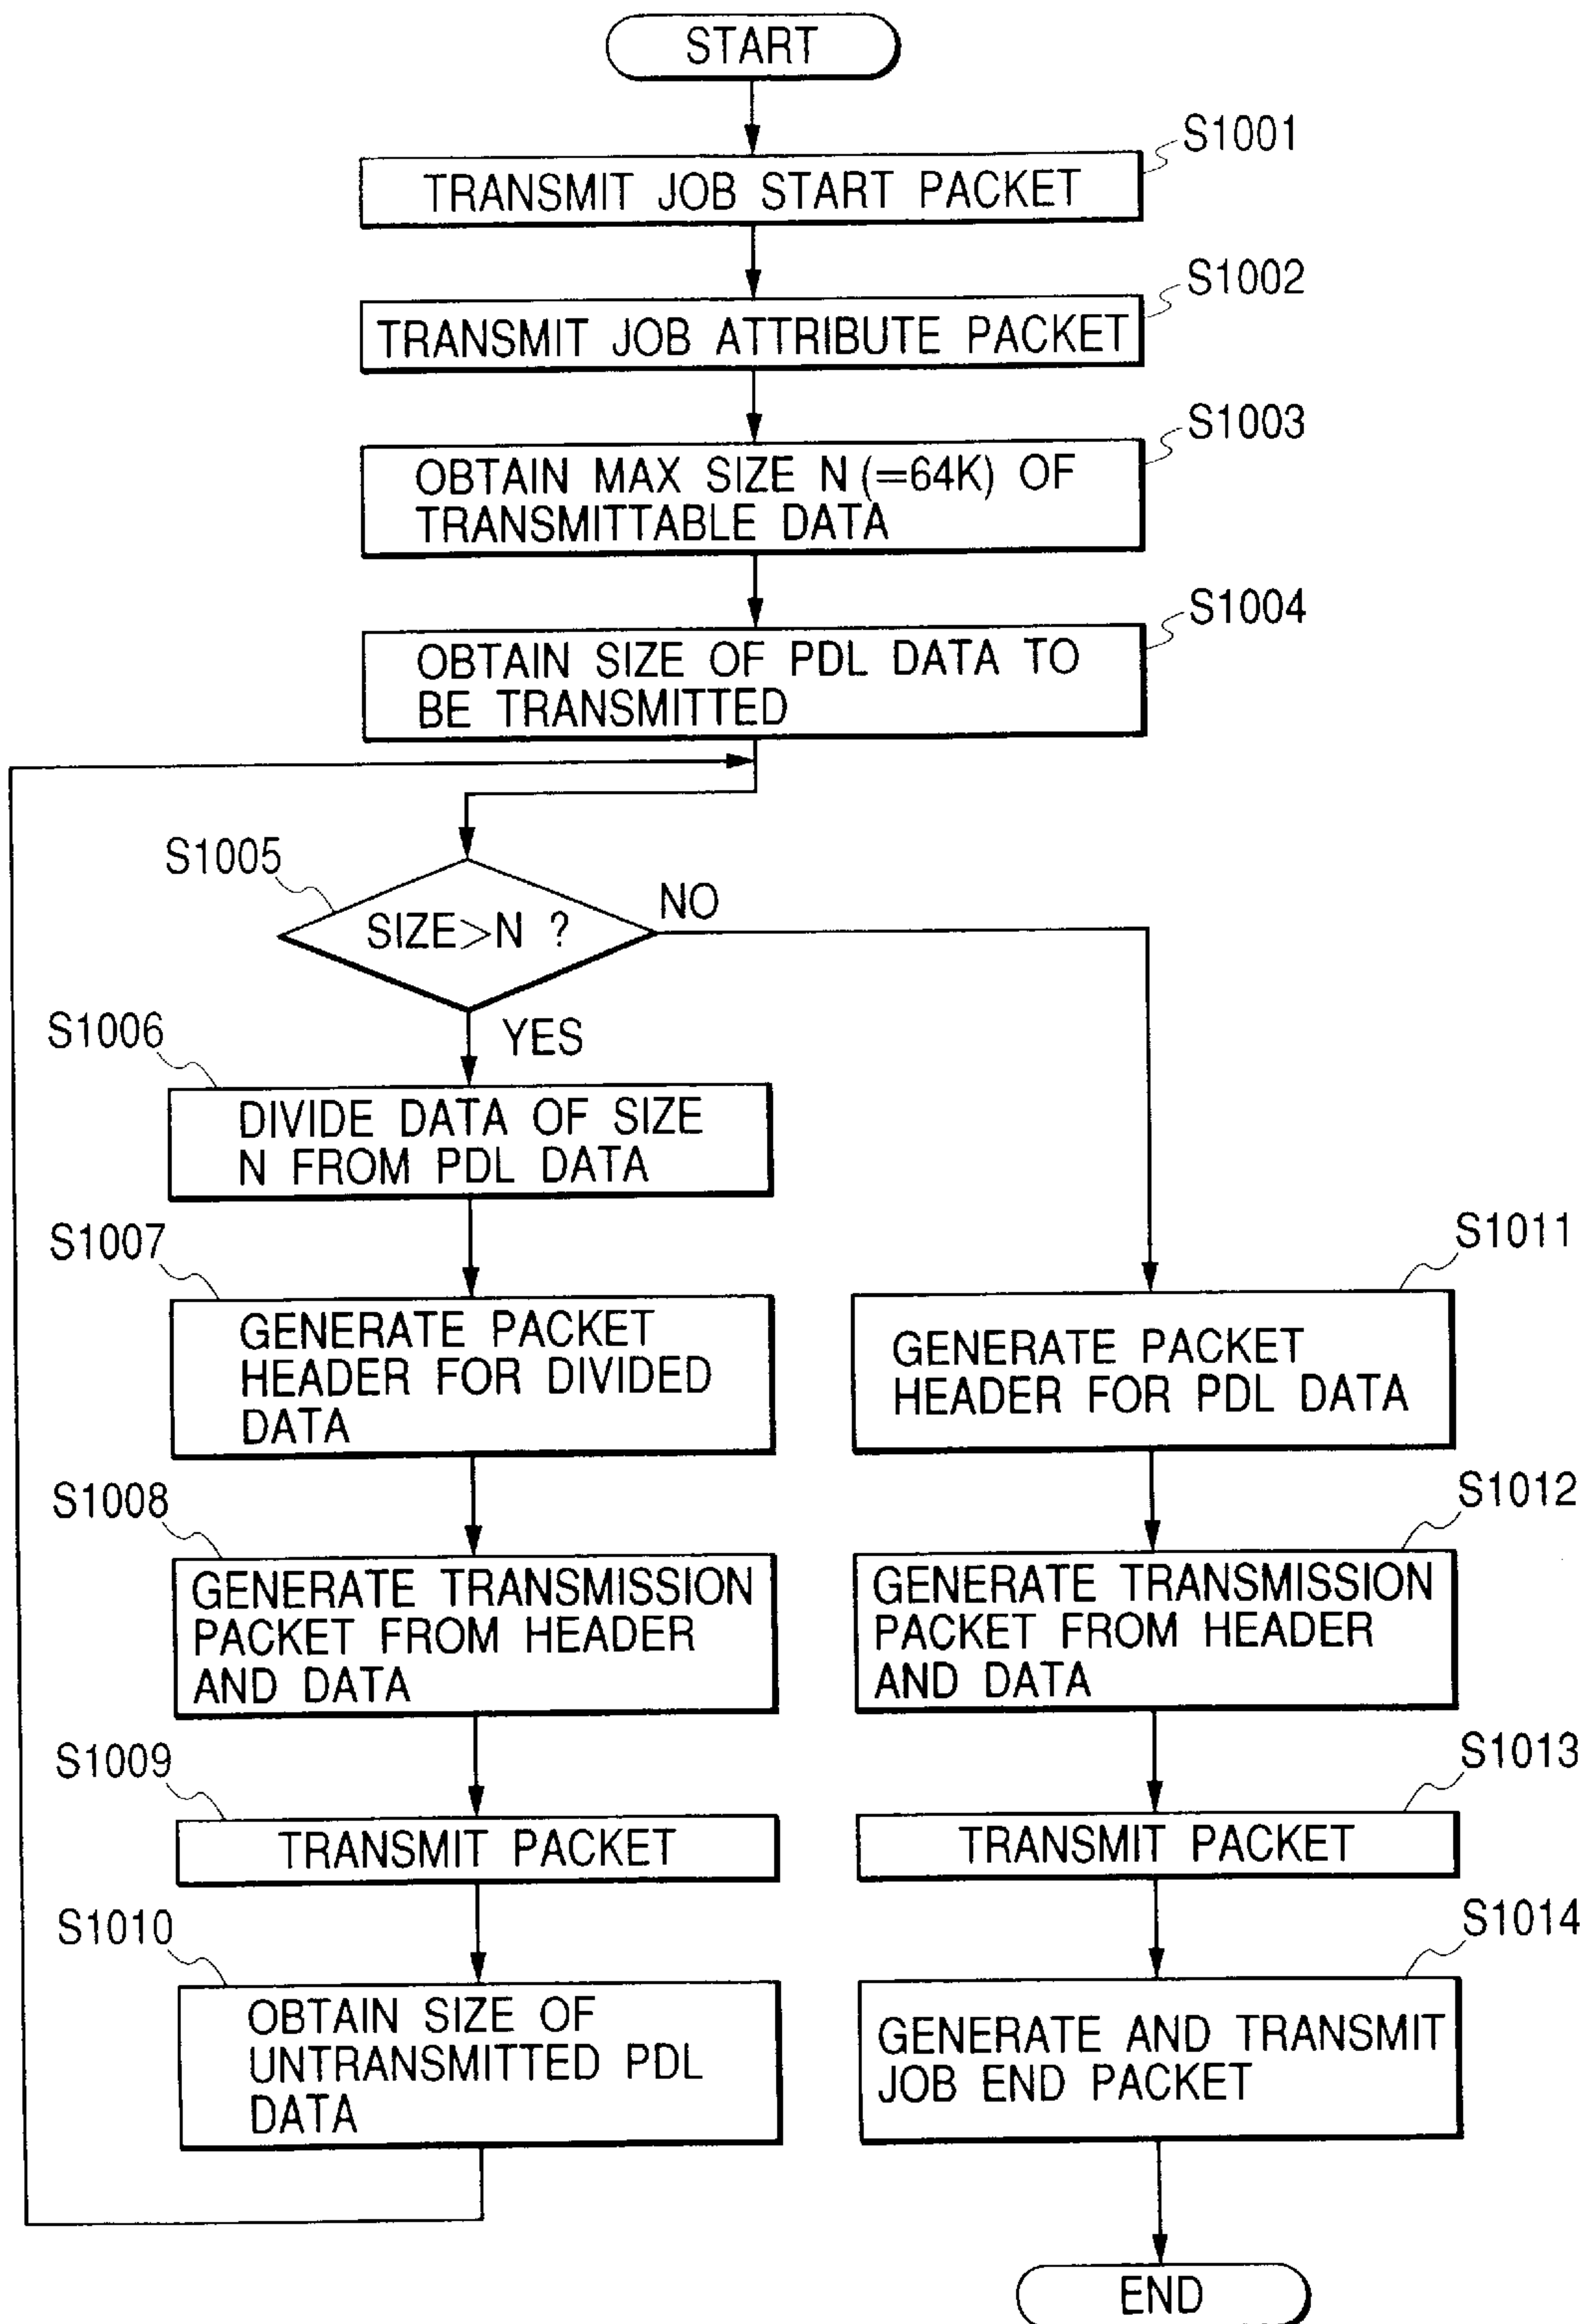 START
S1001
TRANSMIT JOB START PACKET
S1002
TRANSMIT JOB ATTRIBUTE PACKET
S1003
OBTAIN MAX SIZE N (=64K) OF
TRANSMITTABLE DATA
S1004
OBTAIN SIZE OF PDL DATA TO
BE TRANSMITTED
S1005
SIZE>N ?
NO
YES
S1006
DIVIDE DATA OF SIZE
N FROM PDL DATA
S1007
GENERATE PACKET
HEADER FOR DIVIDED
DATA
S1008
GENERATE TRANSMISSION
PACKET FROM HEADER
AND DATA
S1009
TRANSMIT PACKET
S1010
OBTAIN SIZE OF
UNTRANSMITTED PDL
DATA
S1011
GENERATE PACKET
HEADER FOR PDL DATA
S1012
GENERATE TRANSMISSION
PACKET FROM HEADER
AND DATA
S1013
TRANSMIT PACKET
S1014
GENERATE AND TRANSMIT
JOB END PACKET
END